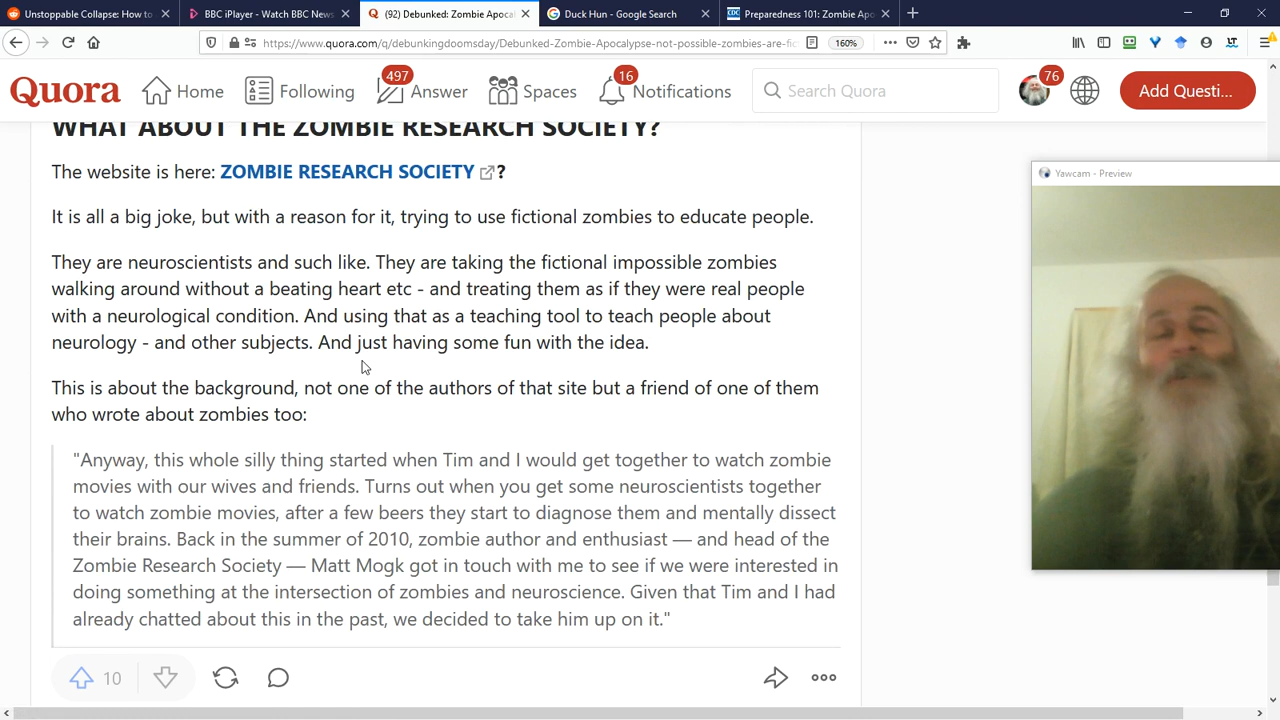 Unstoppable Collapse: How to
BBC iPlayer - Watch BBC News
(92) Debunked: Zombie Apocal
Duck Hun - Google Search
Preparedness 101: Zombie Apo
https://www.quora.com/q/debunkingdoomsday/Debunked-Zombie-Apocalypse-not-possible-zombies-are-fic
160%
Quora
Home
Following
497
Answer
Spaces
16
Notifications
Search Quora
76
Add Questi...
WHAT ABOUT THE ZOMBIE RESEARCH SOCIETY?
The website is here: ZOMBIE RESEARCH SOCIETY ?
It is all a big joke, but with a reason for it, trying to use fictional zombies to educate people.
They are neuroscientists and such like. They are taking the fictional impossible zombies
walking around without a beating heart etc - and treating them as if they were real people
with a neurological condition. And using that as a teaching tool to teach people about
neurology - and other subjects. And just having some fun with the idea.
This is about the background, not one of the authors of that site but a friend of one of them
who wrote about zombies too:
"Anyway, this whole silly thing started when Tim and I would get together to watch zombie
movies with our wives and friends. Turns out when you get some neuroscientists together
to watch zombie movies, after a few beers they start to diagnose them and mentally dissect
their brains. Back in the summer of 2010, zombie author and enthusiast — and head of the
Zombie Research Society — Matt Mogk got in touch with me to see if we were interested in
doing something at the intersection of zombies and neuroscience. Given that Tim and I had
already chatted about this in the past, we decided to take him up on it."
10
Yawcam - Preview